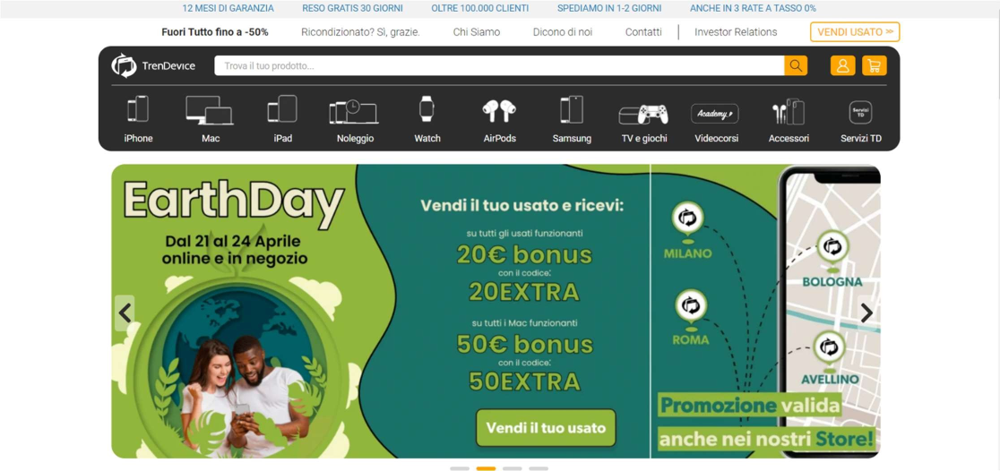 12 MESI DI GARANZIA RESO GRATIS 30 GIORNI OLTRE 100.000 CLIENTI SPEDIAMO IN 1-2 GIORNI ANCHE IN 3 RATE A TASSO 0%
Fuori Tutto fino a -50% Ricondizionato? Sì, grazie. Chi Siamo Dicono di noi Contatti Investor Relations VENDI USATO >>
TrenDevice Trova il tuo prodotto...
Academy
Servizi
TD
iPhone Mac iPad Noleggio Watch AirPods Samsung TV e giochi Videocorsi Accessori Servizi TD
EarthDay
Dal 21 al 24 Aprile
online e in negozio
Vendi il tuo usato e ricevi:
su tutti gli usati funzionanti
20€ bonus
con il codice:
20EXTRA
su tutti i Mac funzionanti
50€ bonus
con il codice:
50EXTRA
Vendi il tuo usato
MILANO
BOLOGNA
ROMA
AVELLINO
Promozione valida
anche nei nostri Store!